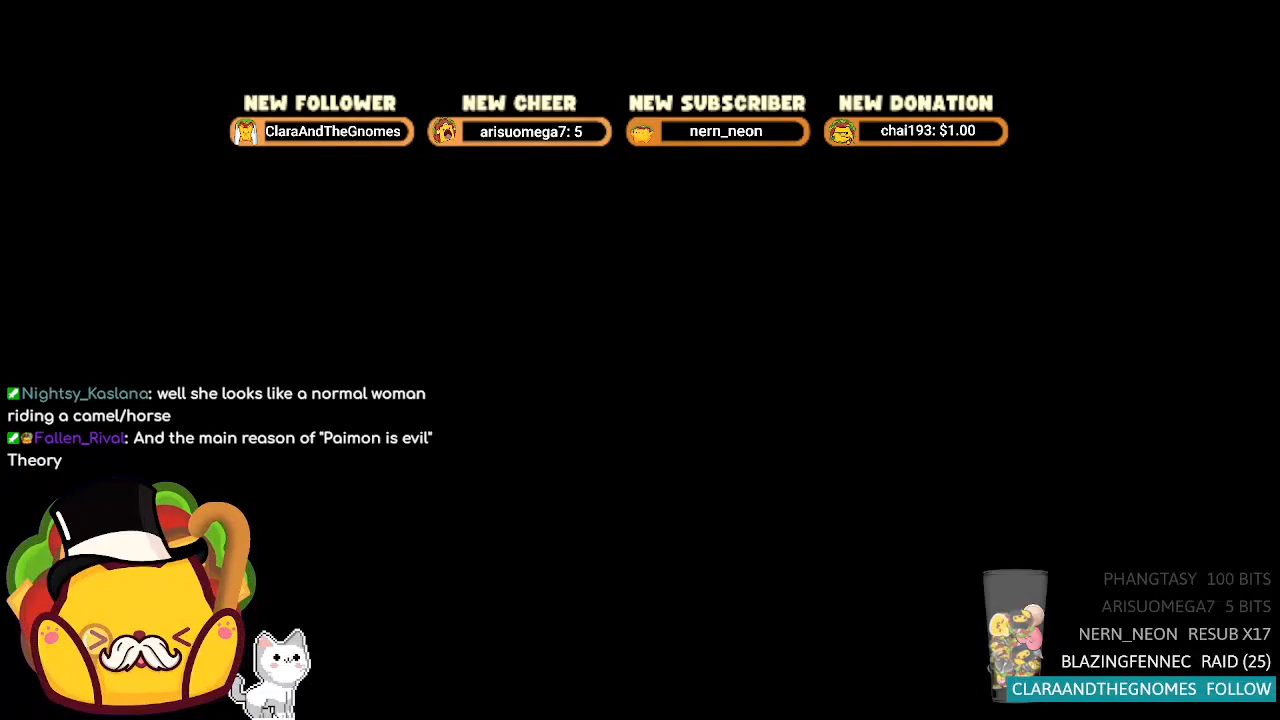 NEW FOLLOWER
NEW CHEER
NEW SUBSCRIBER
NEW DONATION
ClaraAndTheGnomes
arisuomega7: 5
nern_neon
chai193: $1.00
Nightsy_Kaslana: well she looks like a normal woman
riding a camel/horse
Fallen_Rival: And the main reason of "Paimon is evil"
Theory
PHANGTASY 100 BITS
ARISUOMEGA7 5 BITS
NERN_NEON RESUB X17
BLAZINGFENNEC RAID (25)
CLARAANDTHEGNOMES FOLLOW